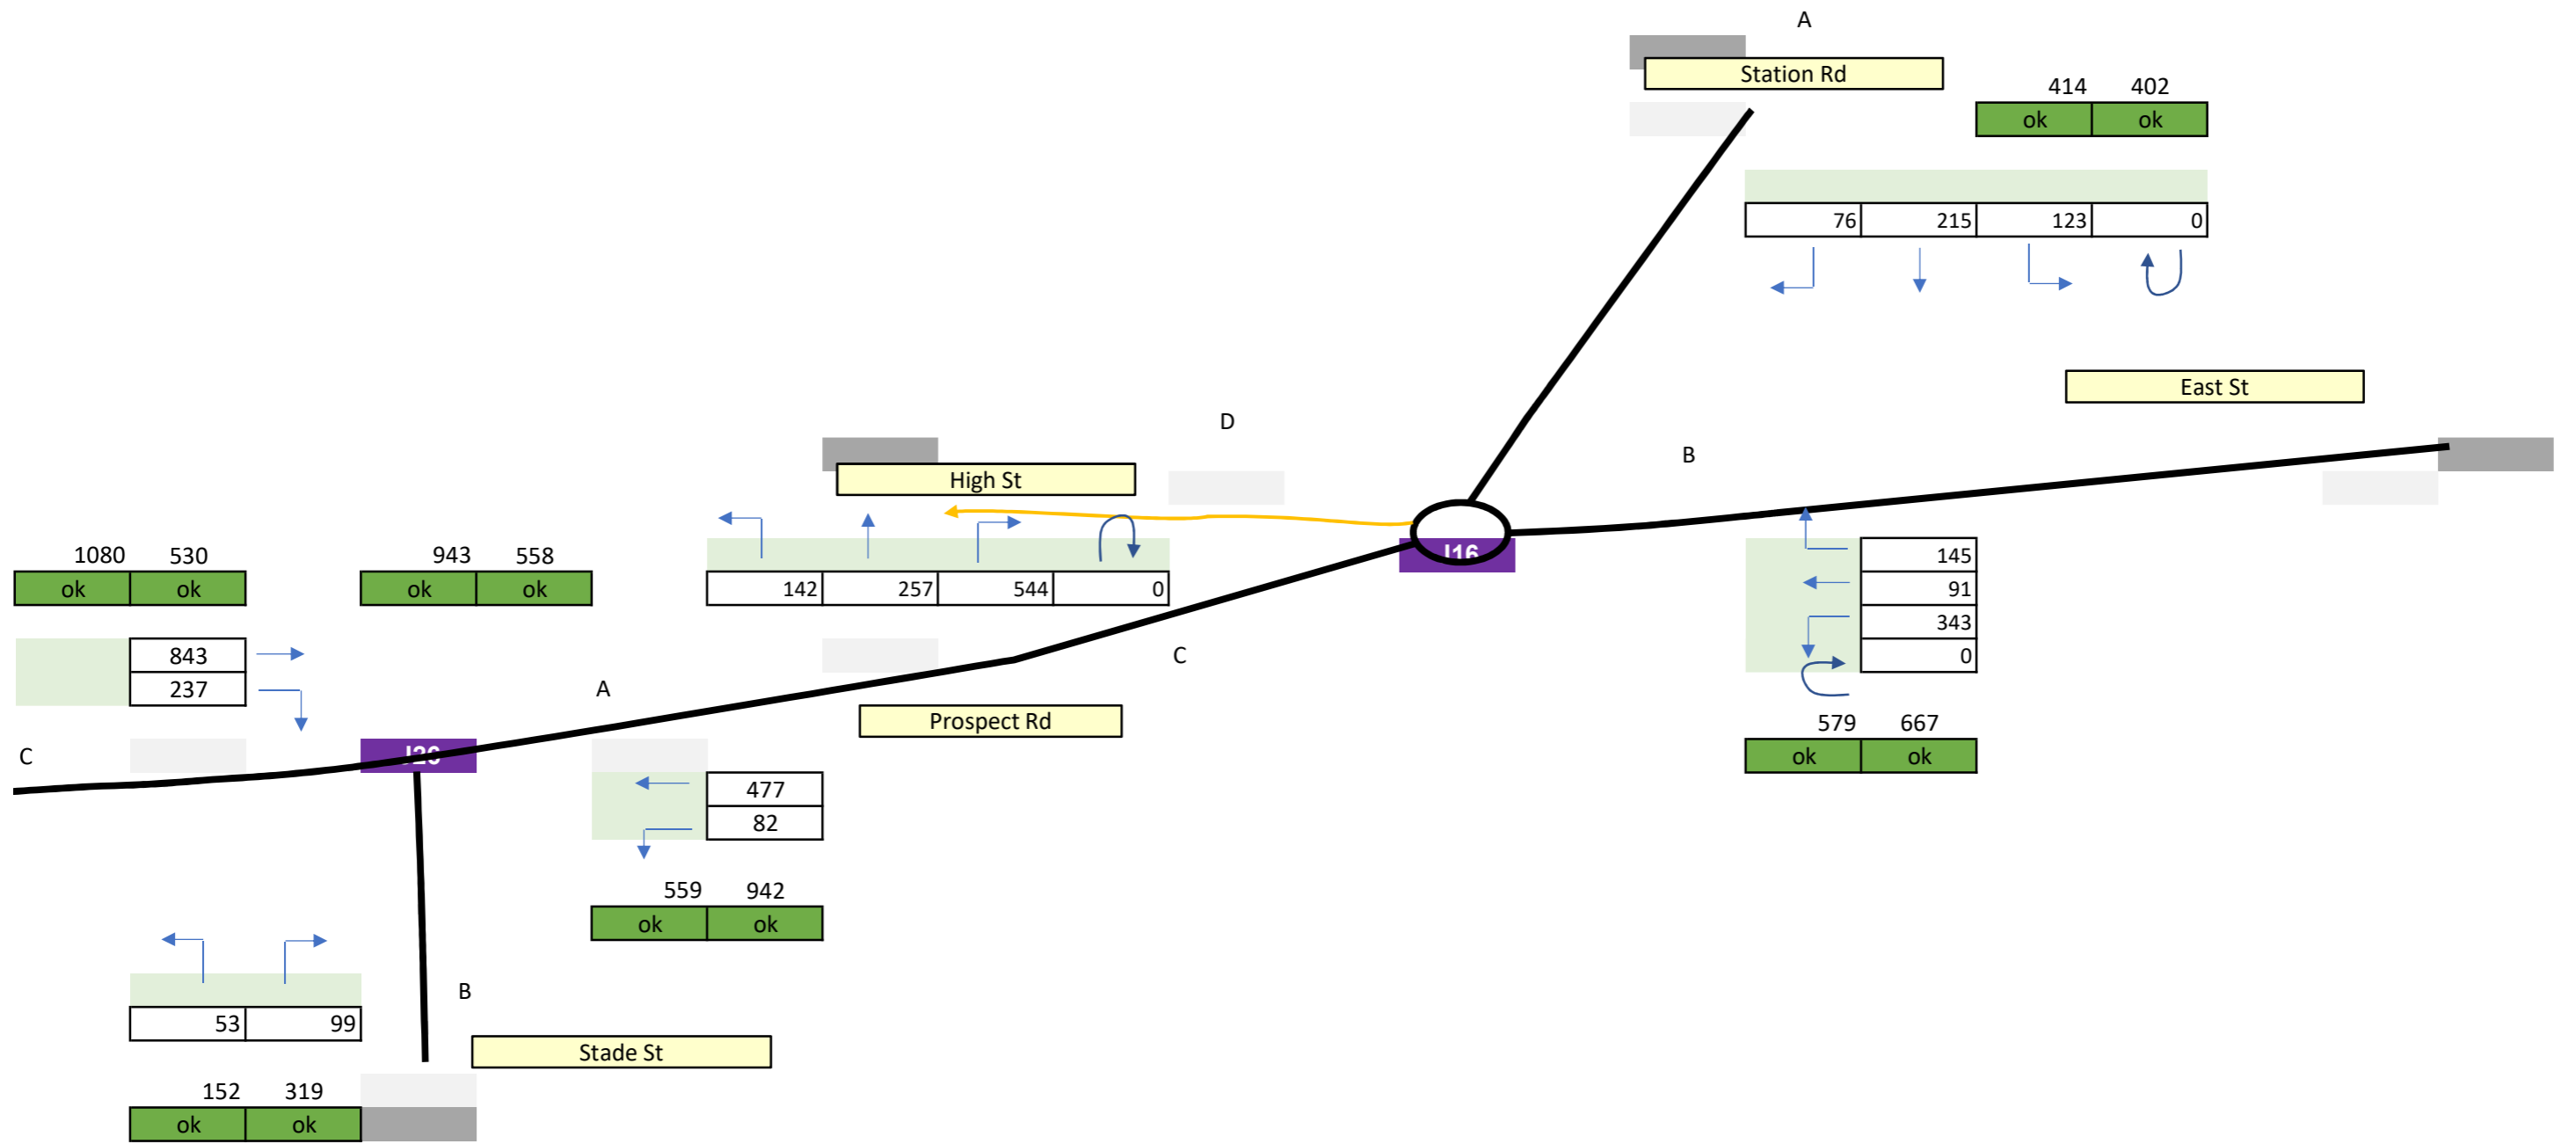 A
Station Rd
414 402
ok ok
76 215 123 0
East St
D
B
High St
J16
1080 530
943 558
ok ok
ok ok
142 257 544 0
145
91
343
0
843
237
C
A
Prospect Rd
579 667
ok ok
C
477
82
559 942
ok ok
B
53 99
Stade St
152 319
ok ok